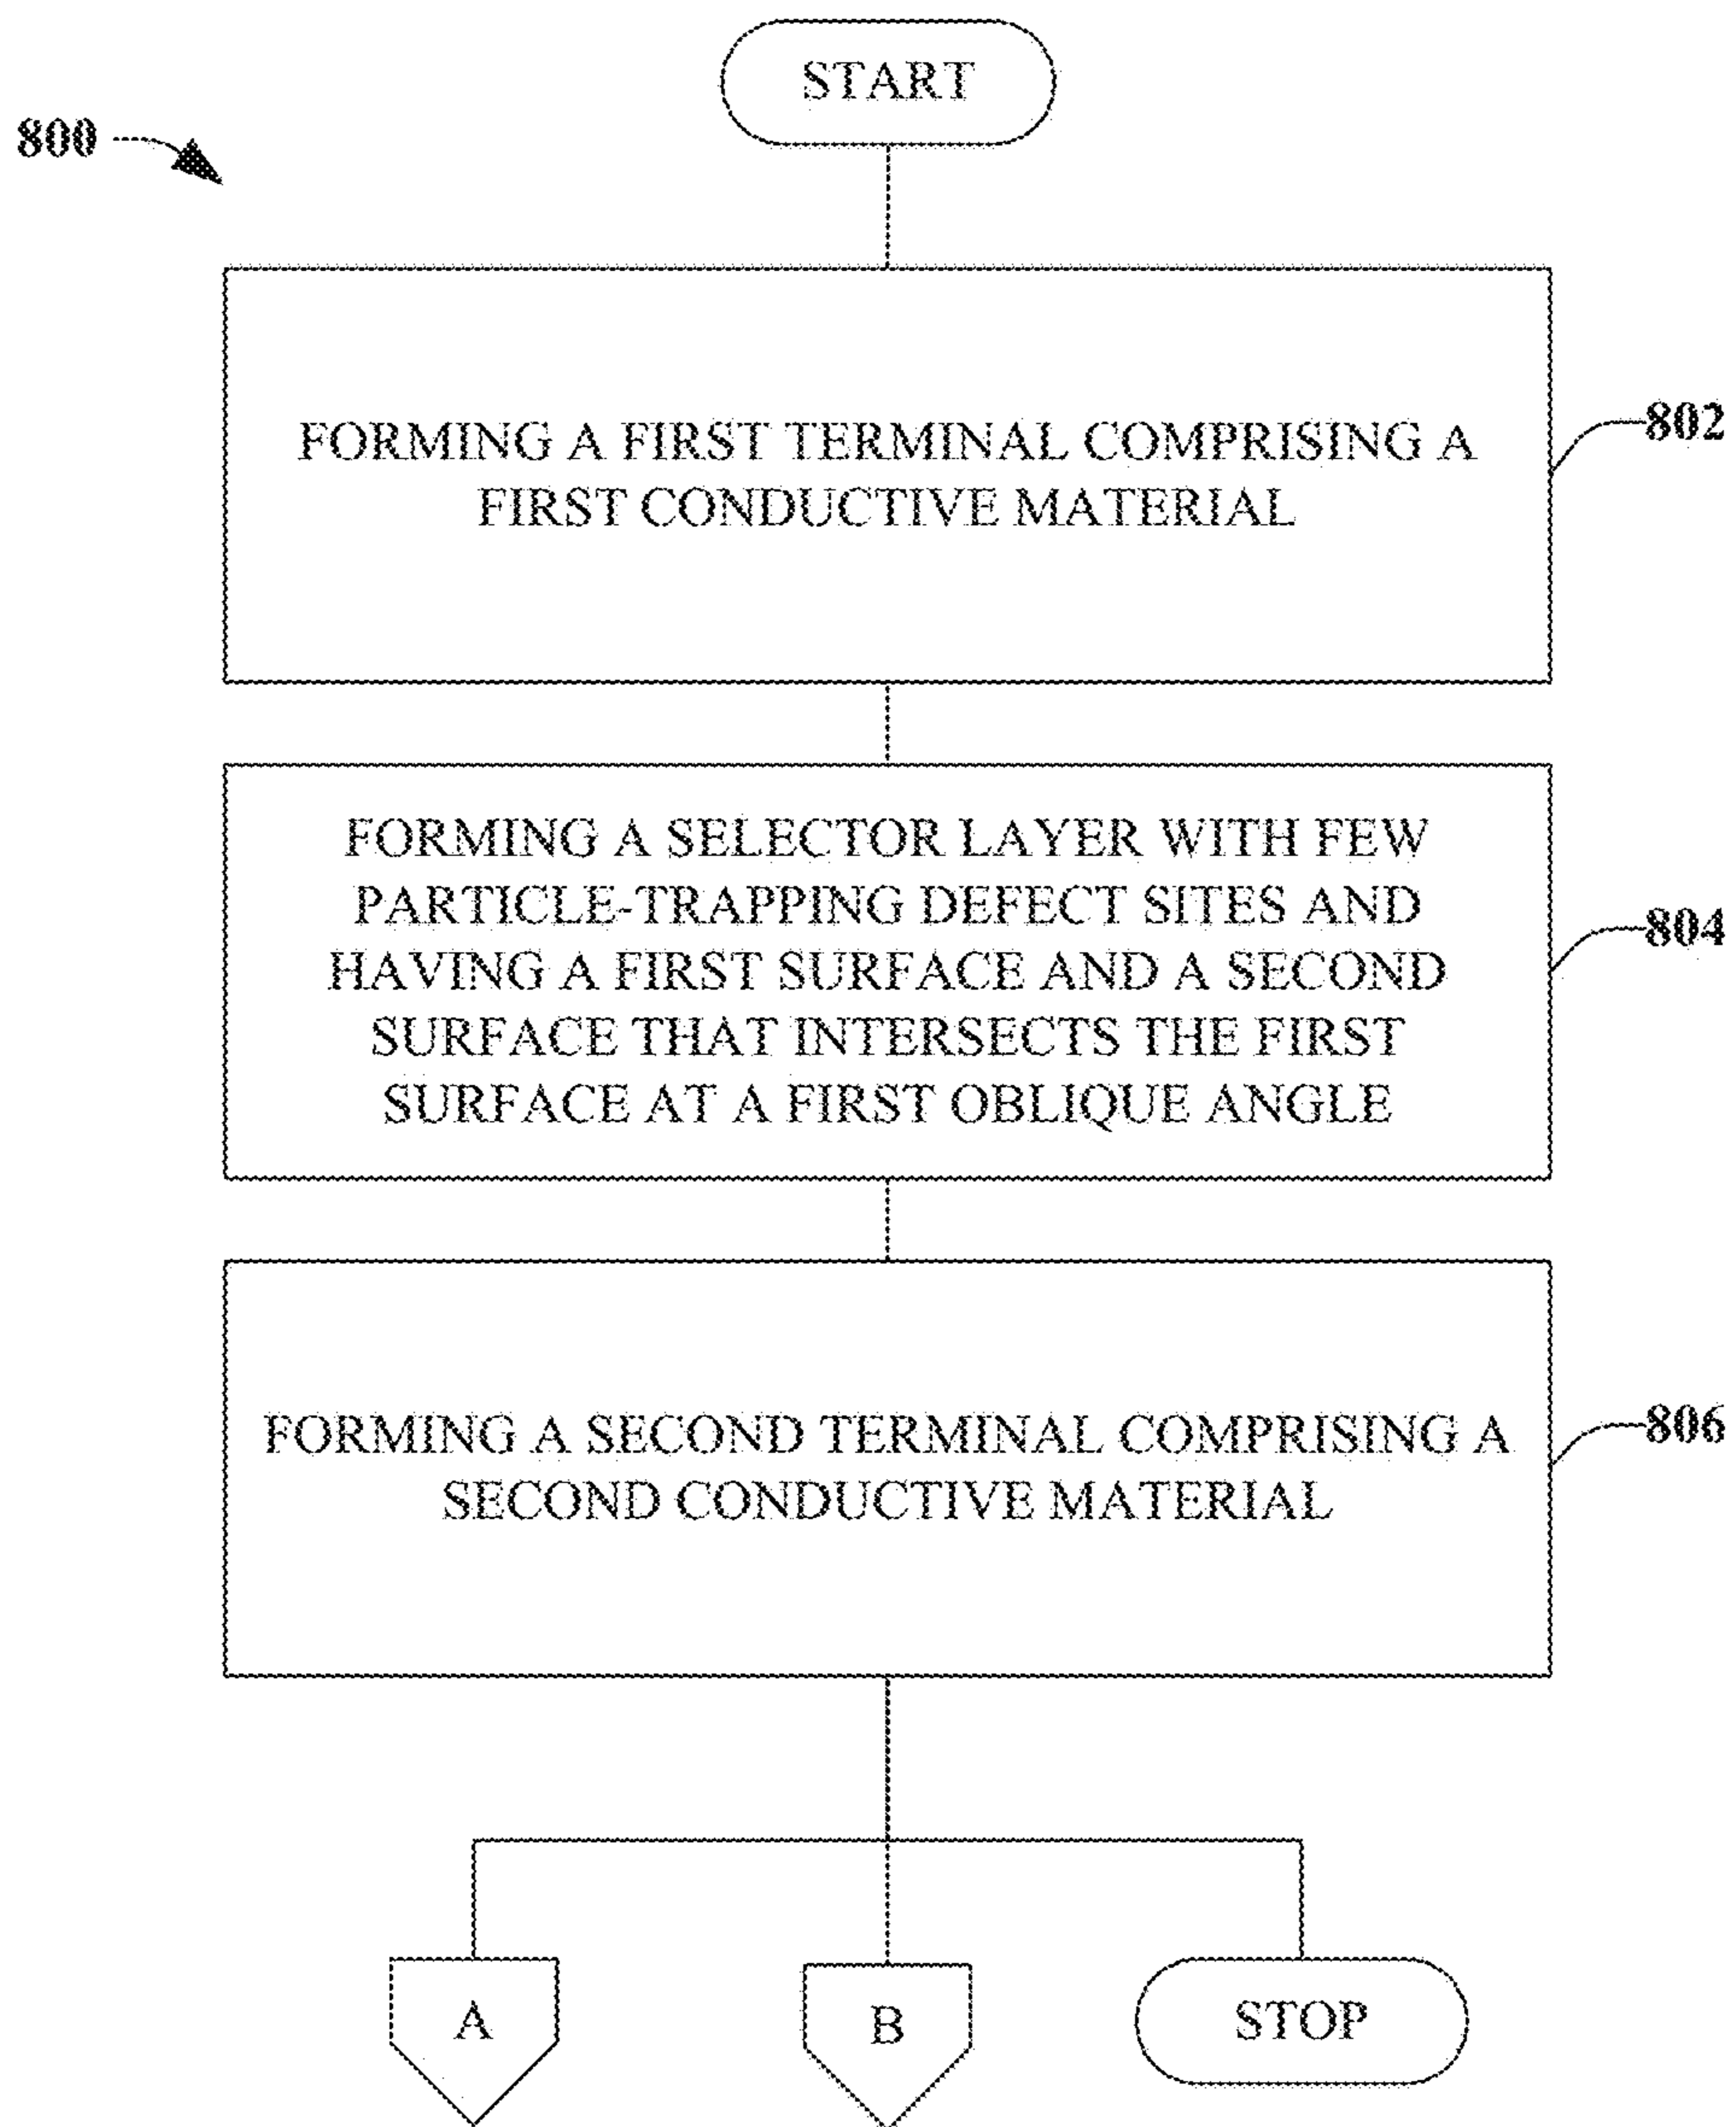 START
800
FORMING A FIRST TERMINAL COMPRISING A
FIRST CONDUCTIVE MATERIAL
802
FORMING A SELECTOR LAYER WITH FEW
PARTICLE-TRAPPING DEFECT SITES AND
HAVING A FIRST SURFACE AND A SECOND
SURFACE THAT INTERSECTS THE FIRST
SURFACE AT A FIRST OBLIQUE ANGLE
804
FORMING A SECOND TERMINAL COMPRISING A
SECOND CONDUCTIVE MATERIAL
806
A
B
STOP